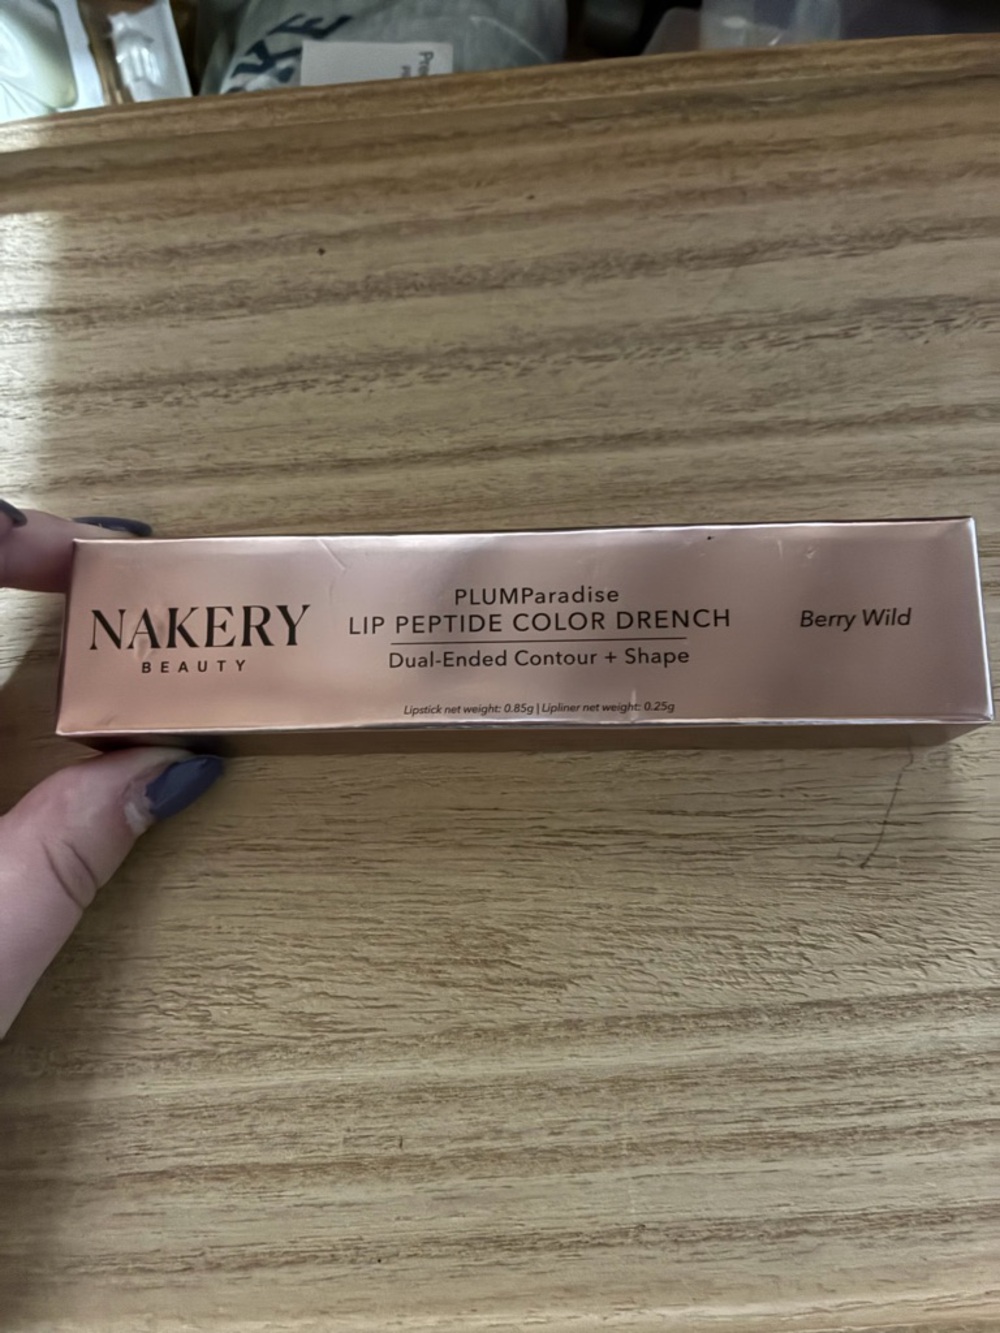 NAKERY
BEAUTY
PLUMParadise
LIP PEPTIDE COLOR DRENCH
Dual-Ended Contour + Shape
Lipstick net weight: 0.85g | Lipliner net weight: 0.25g
Berry Wild